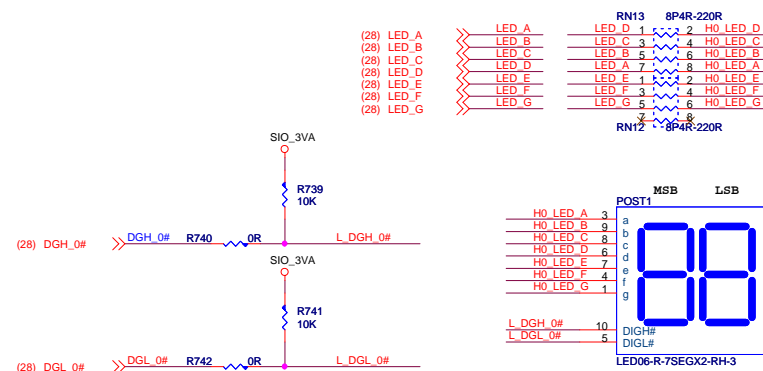 RN13 8P4R-220R
(28) LED_A LED_A LED_D 1 2 H0_LED_D
(28) LED_B LED_B LED_C 3 4 H0_LED_C
(28) LED_C LED_C LED_B 5 6 H0_LED_B
(28) LED_D LED_D LED_A 7 8 H0_LED_A
(28) LED_E LED_E LED_E 1 2 H0_LED_E
(28) LED_F LED_F LED_F 3 4 H0_LED_F
(28) LED_G LED_G LED_G 5 6 H0_LED_G
7 8
RN12 8P4R-220R
SIO_3VA
R739
10K
(28) DGH_0# DGH_0# R740 0R L_DGH_0#
SIO_3VA
R741
10K
(28) DGL_0# DGL_0# R742 0R L_DGL_0#
MSB LSB
POST1
H0_LED_A 3 a
H0_LED_B 9 b
H0_LED_C 8 c
H0_LED_D 6 d
H0_LED_E 7 e
H0_LED_F 4 f
H0_LED_G 1 g
L_DGH_0# 10 DIGH#
L_DGL_0# 5 DIGL#
LED06-R-7SEGX2-RH-3